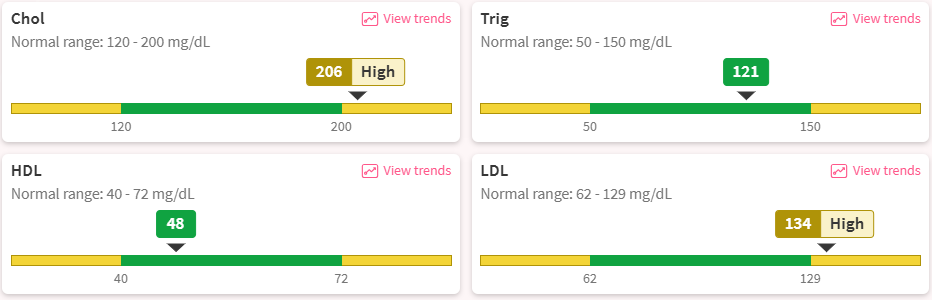 Chol View trends
Normal range: 120 - 200 mg/dL
206 High
120 200
Trig View trends
Normal range: 50 - 150 mg/dL
121
50 150
HDL View trends
Normal range: 40 - 72 mg/dL
48
40 72
LDL View trends
Normal range: 62 - 129 mg/dL
134 High
62 129